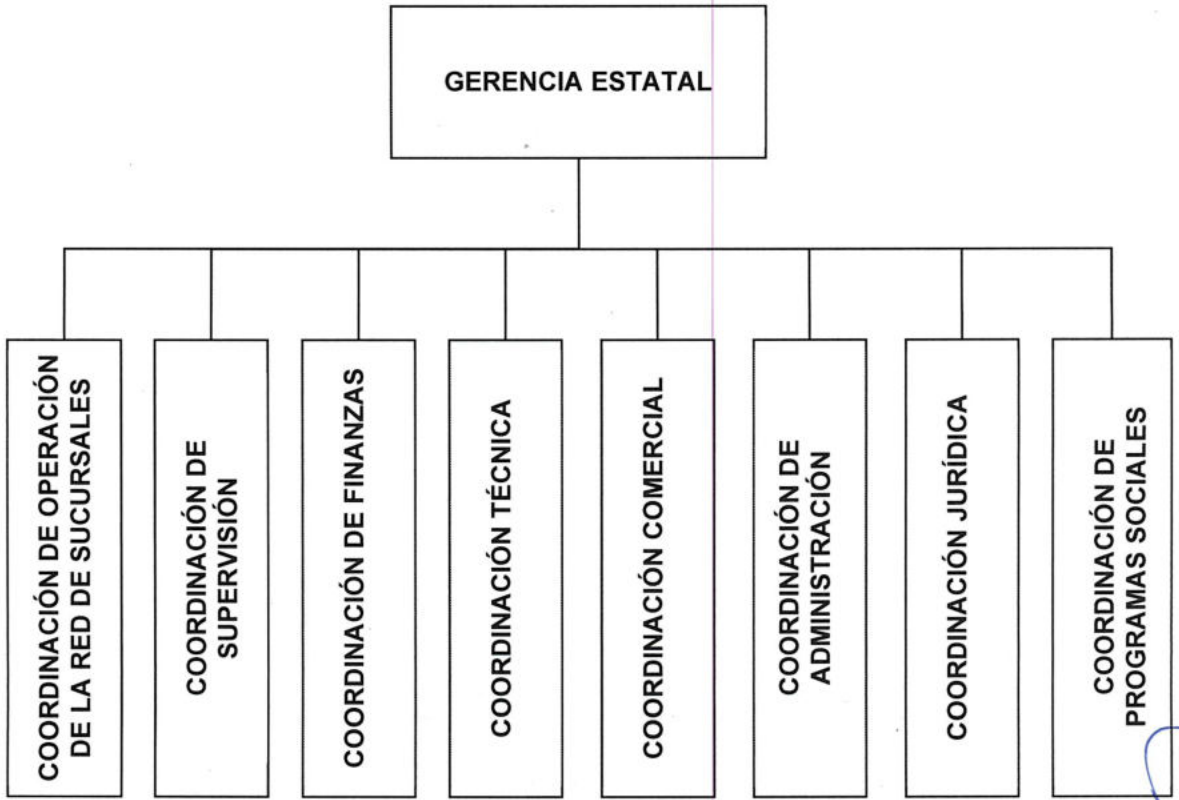 GERENCIA ESTATAL
COORDINACIÓN DE OPERACIÓN
DE LA RED DE SUCURSALES
COORDINACIÓN DE
SUPERVISIÓN
COORDINACIÓN DE FINANZAS
COORDINACIÓN TÉCNICA
COORDINACIÓN COMERCIAL
COORDINACIÓN DE
ADMINISTRACIÓN
COORDINACIÓN JURÍDICA
COORDINACIÓN DE
PROGRAMAS SOCIALES